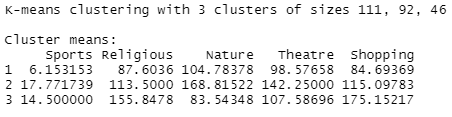 K-means clustering with 3 clusters of sizes 111, 92, 46
Cluster means:
Sports Religious Nature Theatre Shopping
1 6.153153 87.6036 104.78378 98.57658 84.69369
2 17.771739 113.5000 168.81522 142.25000 115.09783
3 14.500000 155.8478 83.54348 107.58696 175.15217